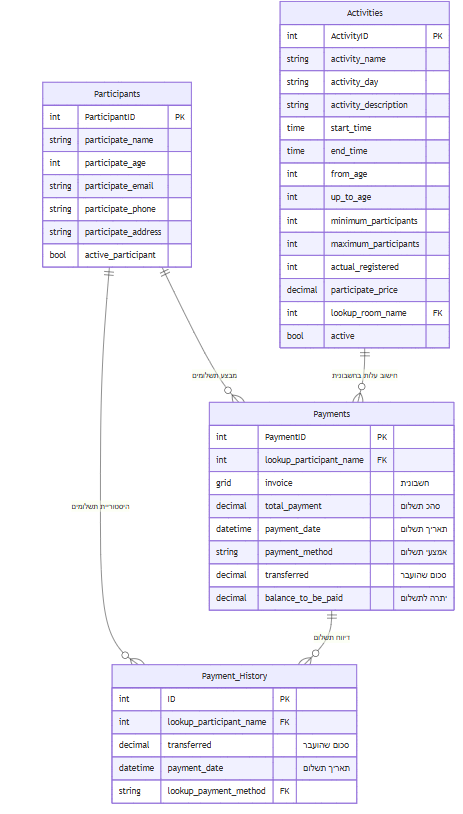 Activities
int ActivityID PK
string activity_name
string activity_day
string activity_description
time start_time
time end_time
int from_age
int up_to_age
int minimum_participants
int maximum_participants
int actual_registered
decimal participate_price
int lookup_room_name FK
bool active
Participants
int ParticipantID PK
string participate_name
int participate_age
string participate_email
string participate_phone
string participate_address
bool active_participant
מבצע תשלומים
חישוב עלות בחשבונית
Payments
int PaymentID PK
int lookup_participant_name FK
grid invoice חשבונית
decimal total_payment סהכ תשלום
datetime payment_date תאריך תשלום
string payment_method אמצעי תשלום
decimal transferred סכום שהועבר
decimal balance_to_be_paid יתרה לתשלום
היסטוריית תשלומים
דיווח תשלום
Payment_History
int ID PK
int lookup_participant_name FK
decimal transferred סכום שהועבר
datetime payment_date תאריך תשלום
string lookup_payment_method FK